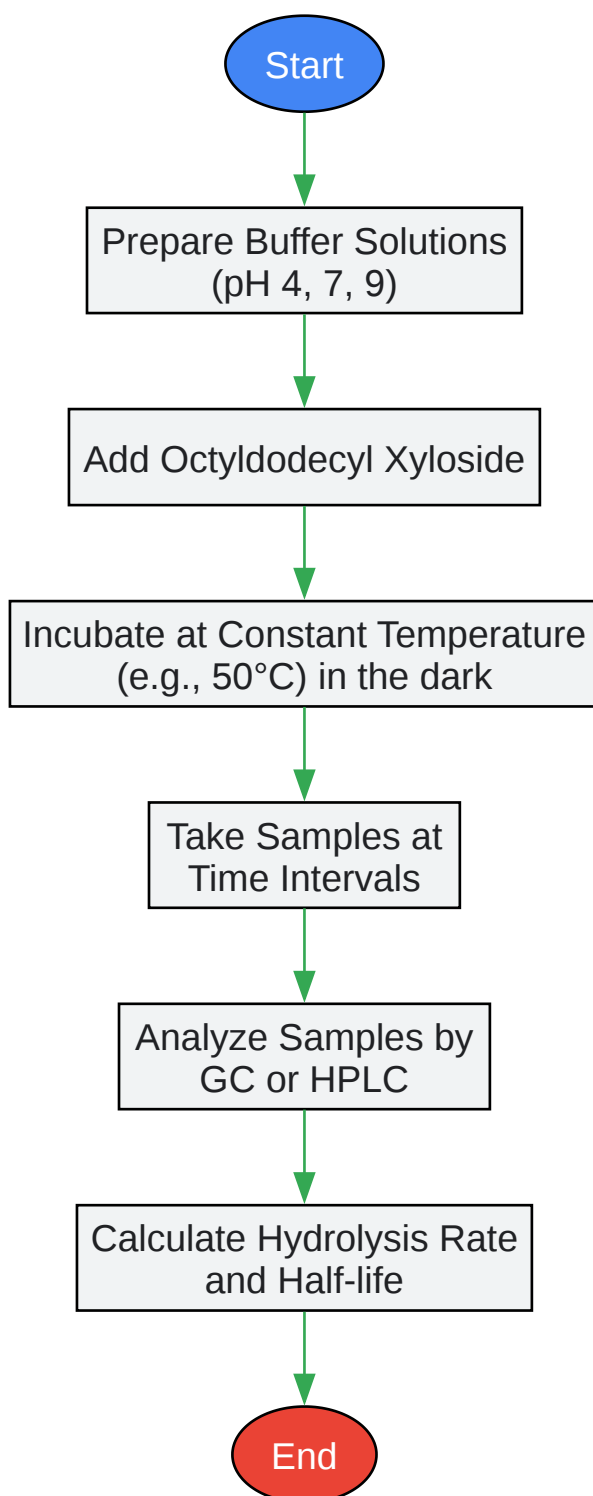 Start
Prepare Buffer Solutions
(pH 4, 7, 9)
Add Octyldodecyl Xyloside
Incubate at Constant Temperature
(e.g., 50°C) in the dark
Take Samples at
Time Intervals
Analyze Samples by
GC or HPLC
Calculate Hydrolysis Rate
and Half-life
End